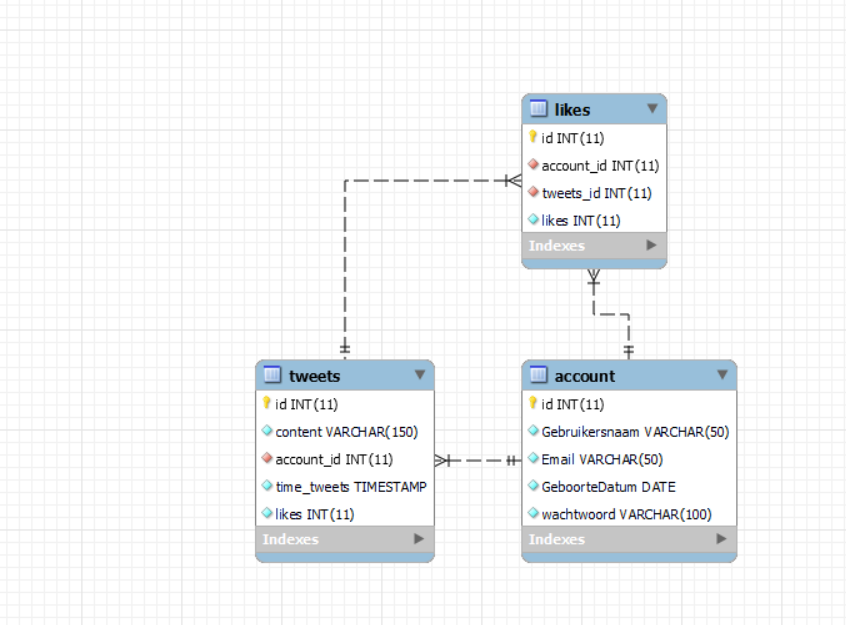 likes
id INT(11)
account_id INT(11)
tweets_id INT(11)
likes INT(11)
Indexes
tweets
id INT(11)
content VARCHAR(150)
account_id INT(11)
time_tweets TIMESTAMP
likes INT(11)
Indexes
account
id INT(11)
Gebruikersnaam VARCHAR(50)
Email VARCHAR(50)
GeboorteDatum DATE
wachtwoord VARCHAR(100)
Indexes